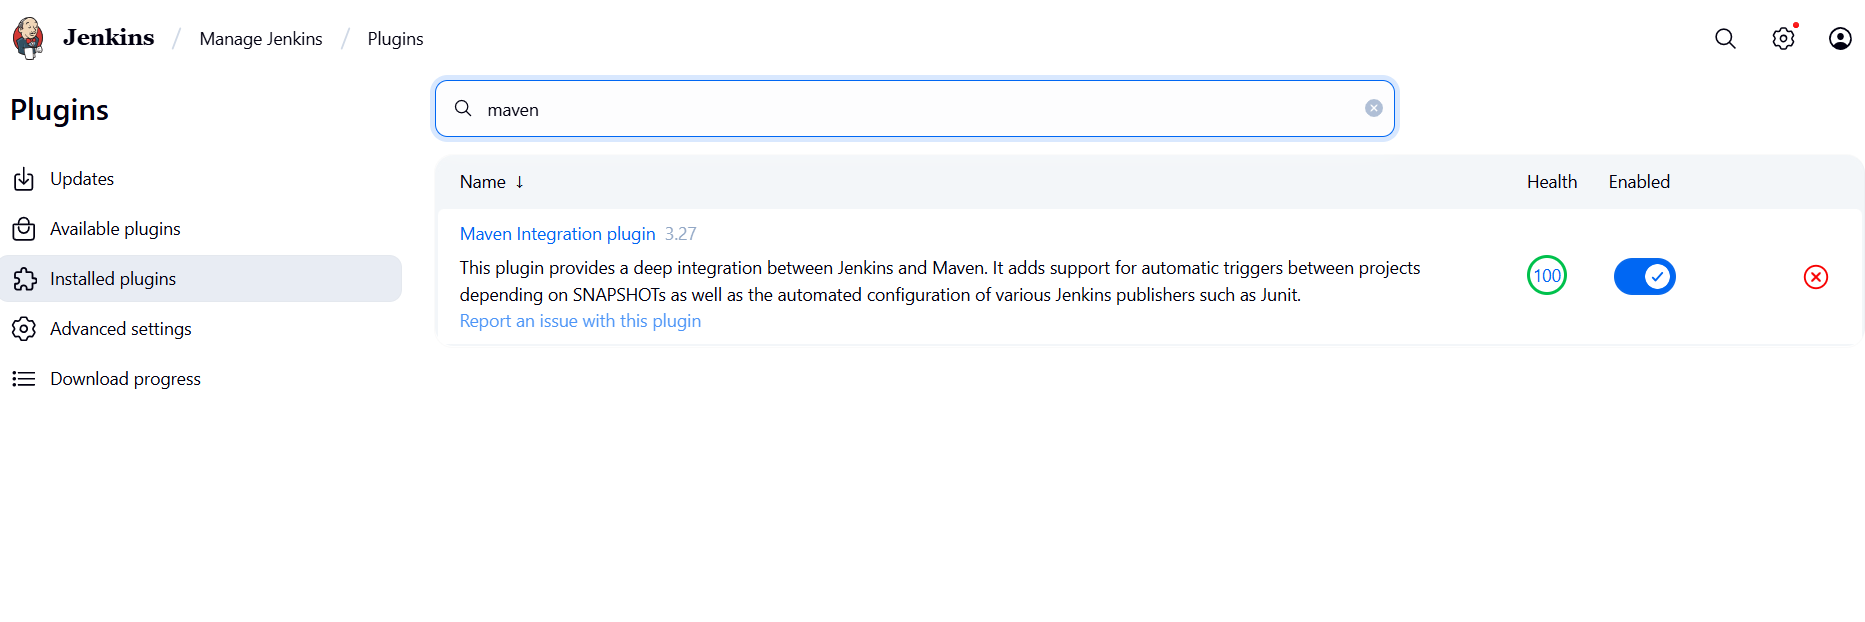 Jenkins / Manage Jenkins / Plugins
Plugins
maven
Updates
Available plugins
Installed plugins
Advanced settings
Download progress
Name ↓ Health Enabled
Maven Integration plugin 3.27
This plugin provides a deep integration between Jenkins and Maven. It adds support for automatic triggers between projects
depending on SNAPSHOTs as well as the automated configuration of various Jenkins publishers such as Junit.
Report an issue with this plugin
100